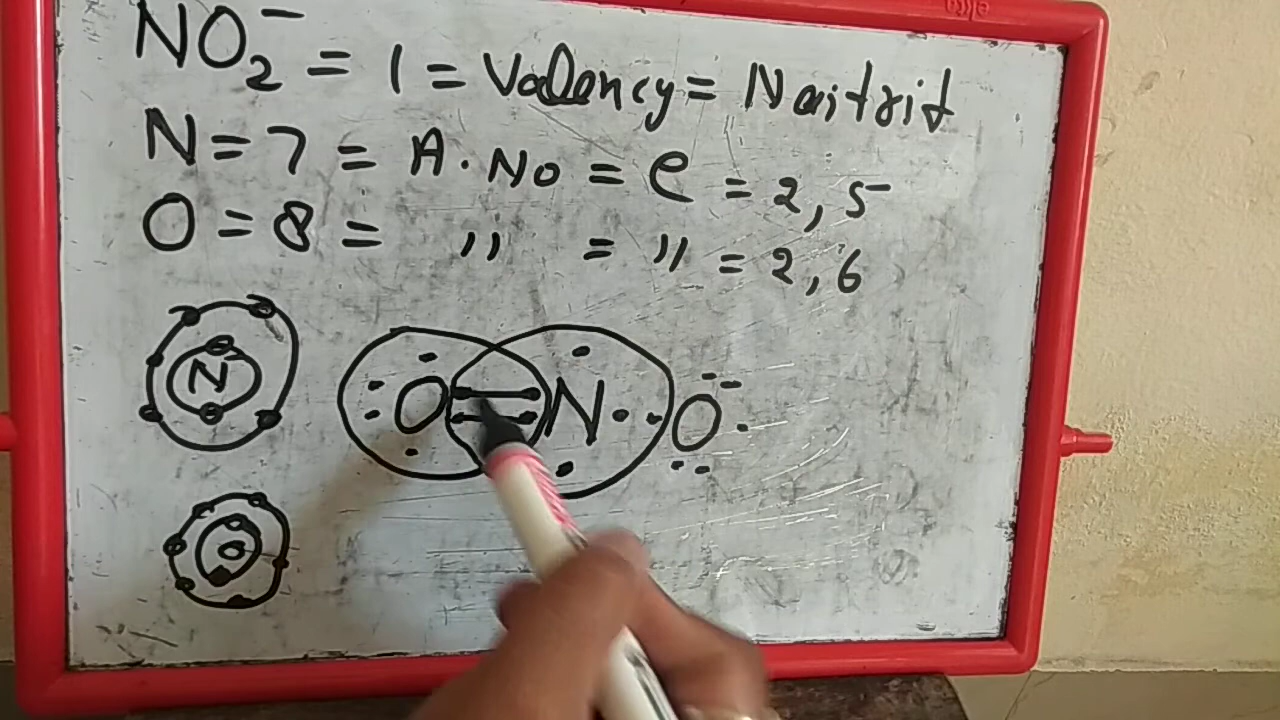 NO₂⁻ = 1 = Valency = Naitrit
N = 7 = A.No = e = 2, 5
O = 8 = " = " = 2, 6
N O N O
O